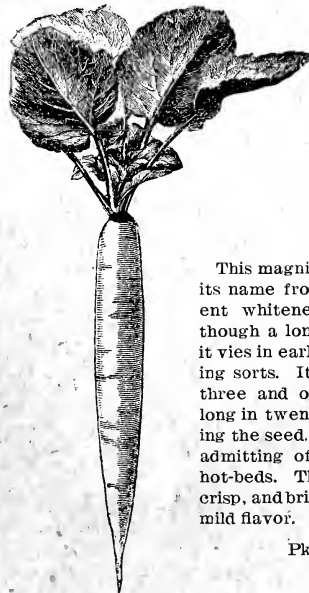 This magni
its name fro
ent whitene
though a lon
it vies in earl
ing sorts. It
three and o
long in twen
ing the seed.
admitting of
hot-beds. Th
crisp, and bri
mild flavor.
Pk